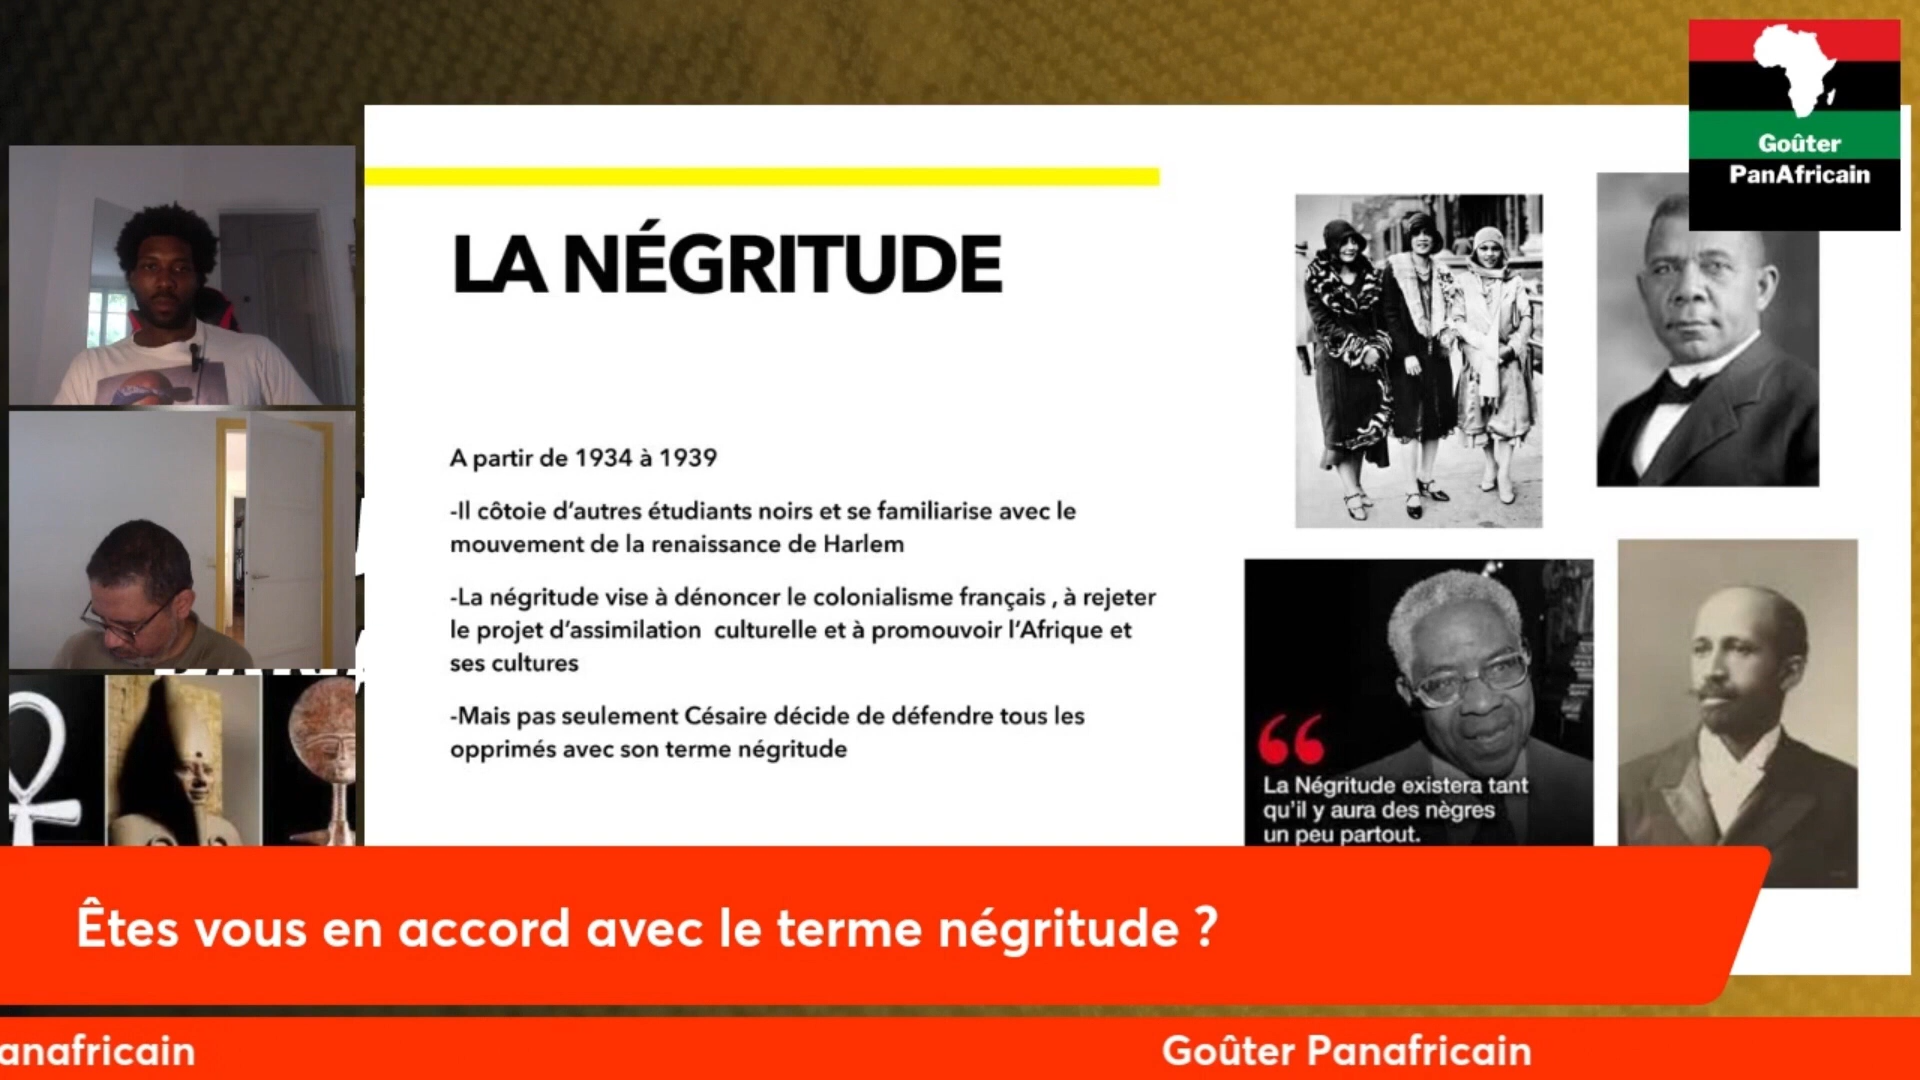 Goûter
PanAfricain
LA NÉGRITUDE
A partir de 1934 à 1939
-Il côtoie d’autres étudiants noirs et se familiarise avec le
mouvement de la renaissance de Harlem
-La négritude vise à dénoncer le colonialisme français , à rejeter
le projet d’assimilation culturelle et à promouvoir l’Afrique et
ses cultures
-Mais pas seulement Césaire décide de défendre tous les
opprimés avec son terme négritude
“
La Négritude existera tant
qu’il y aura des nègres
un peu partout.
Êtes vous en accord avec le terme négritude ?
anafricain
Goûter Panafricain